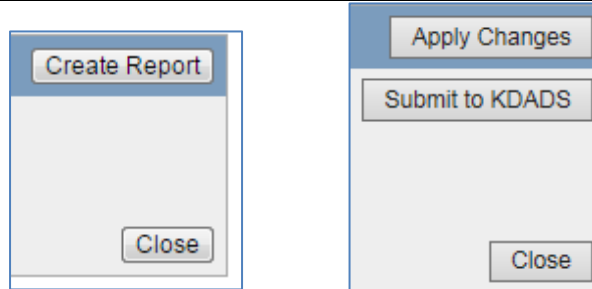 Create Report
Close
Apply Changes
Submit to KDADS
Close